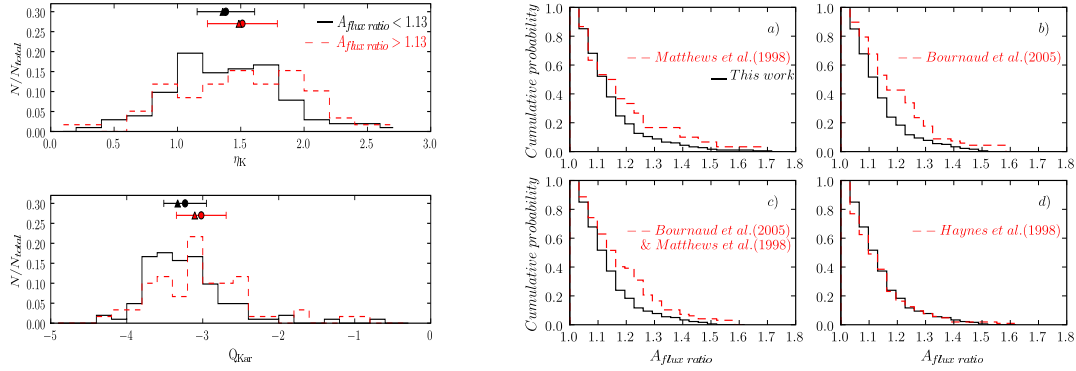 0.30
0.25
0.20
0.15
0.10
0.05
0.00
N/N_total
A_flux ratio < 1.13
A_flux ratio > 1.13
0.0 0.5 1.0 1.5 2.0 2.5 3.0
η_K
0.30
0.25
0.20
0.15
0.10
0.05
0.00
N/N_total
−5 −4 −3 −2 −1 0
Q_Kar
Cumulative probability
1.0
0.8
0.6
0.4
0.2
0.0
a)
Matthews et al.(1998)
This work
1.0 1.1 1.2 1.3 1.4 1.5 1.6 1.7 1.8
1.0
0.8
0.6
0.4
0.2
0.0
b)
Bournaud et al.(2005)
1.0 1.1 1.2 1.3 1.4 1.5 1.6 1.7 1.8
Cumulative probability
1.0
0.8
0.6
0.4
0.2
0.0
c)
Bournaud et al.(2005)
& Matthews et al.(1998)
1.0 1.1 1.2 1.3 1.4 1.5 1.6 1.7 1.8
A_flux ratio
1.0
0.8
0.6
0.4
0.2
0.0
d)
Haynes et al.(1998)
1.0 1.1 1.2 1.3 1.4 1.5 1.6 1.7 1.8
A_flux ratio